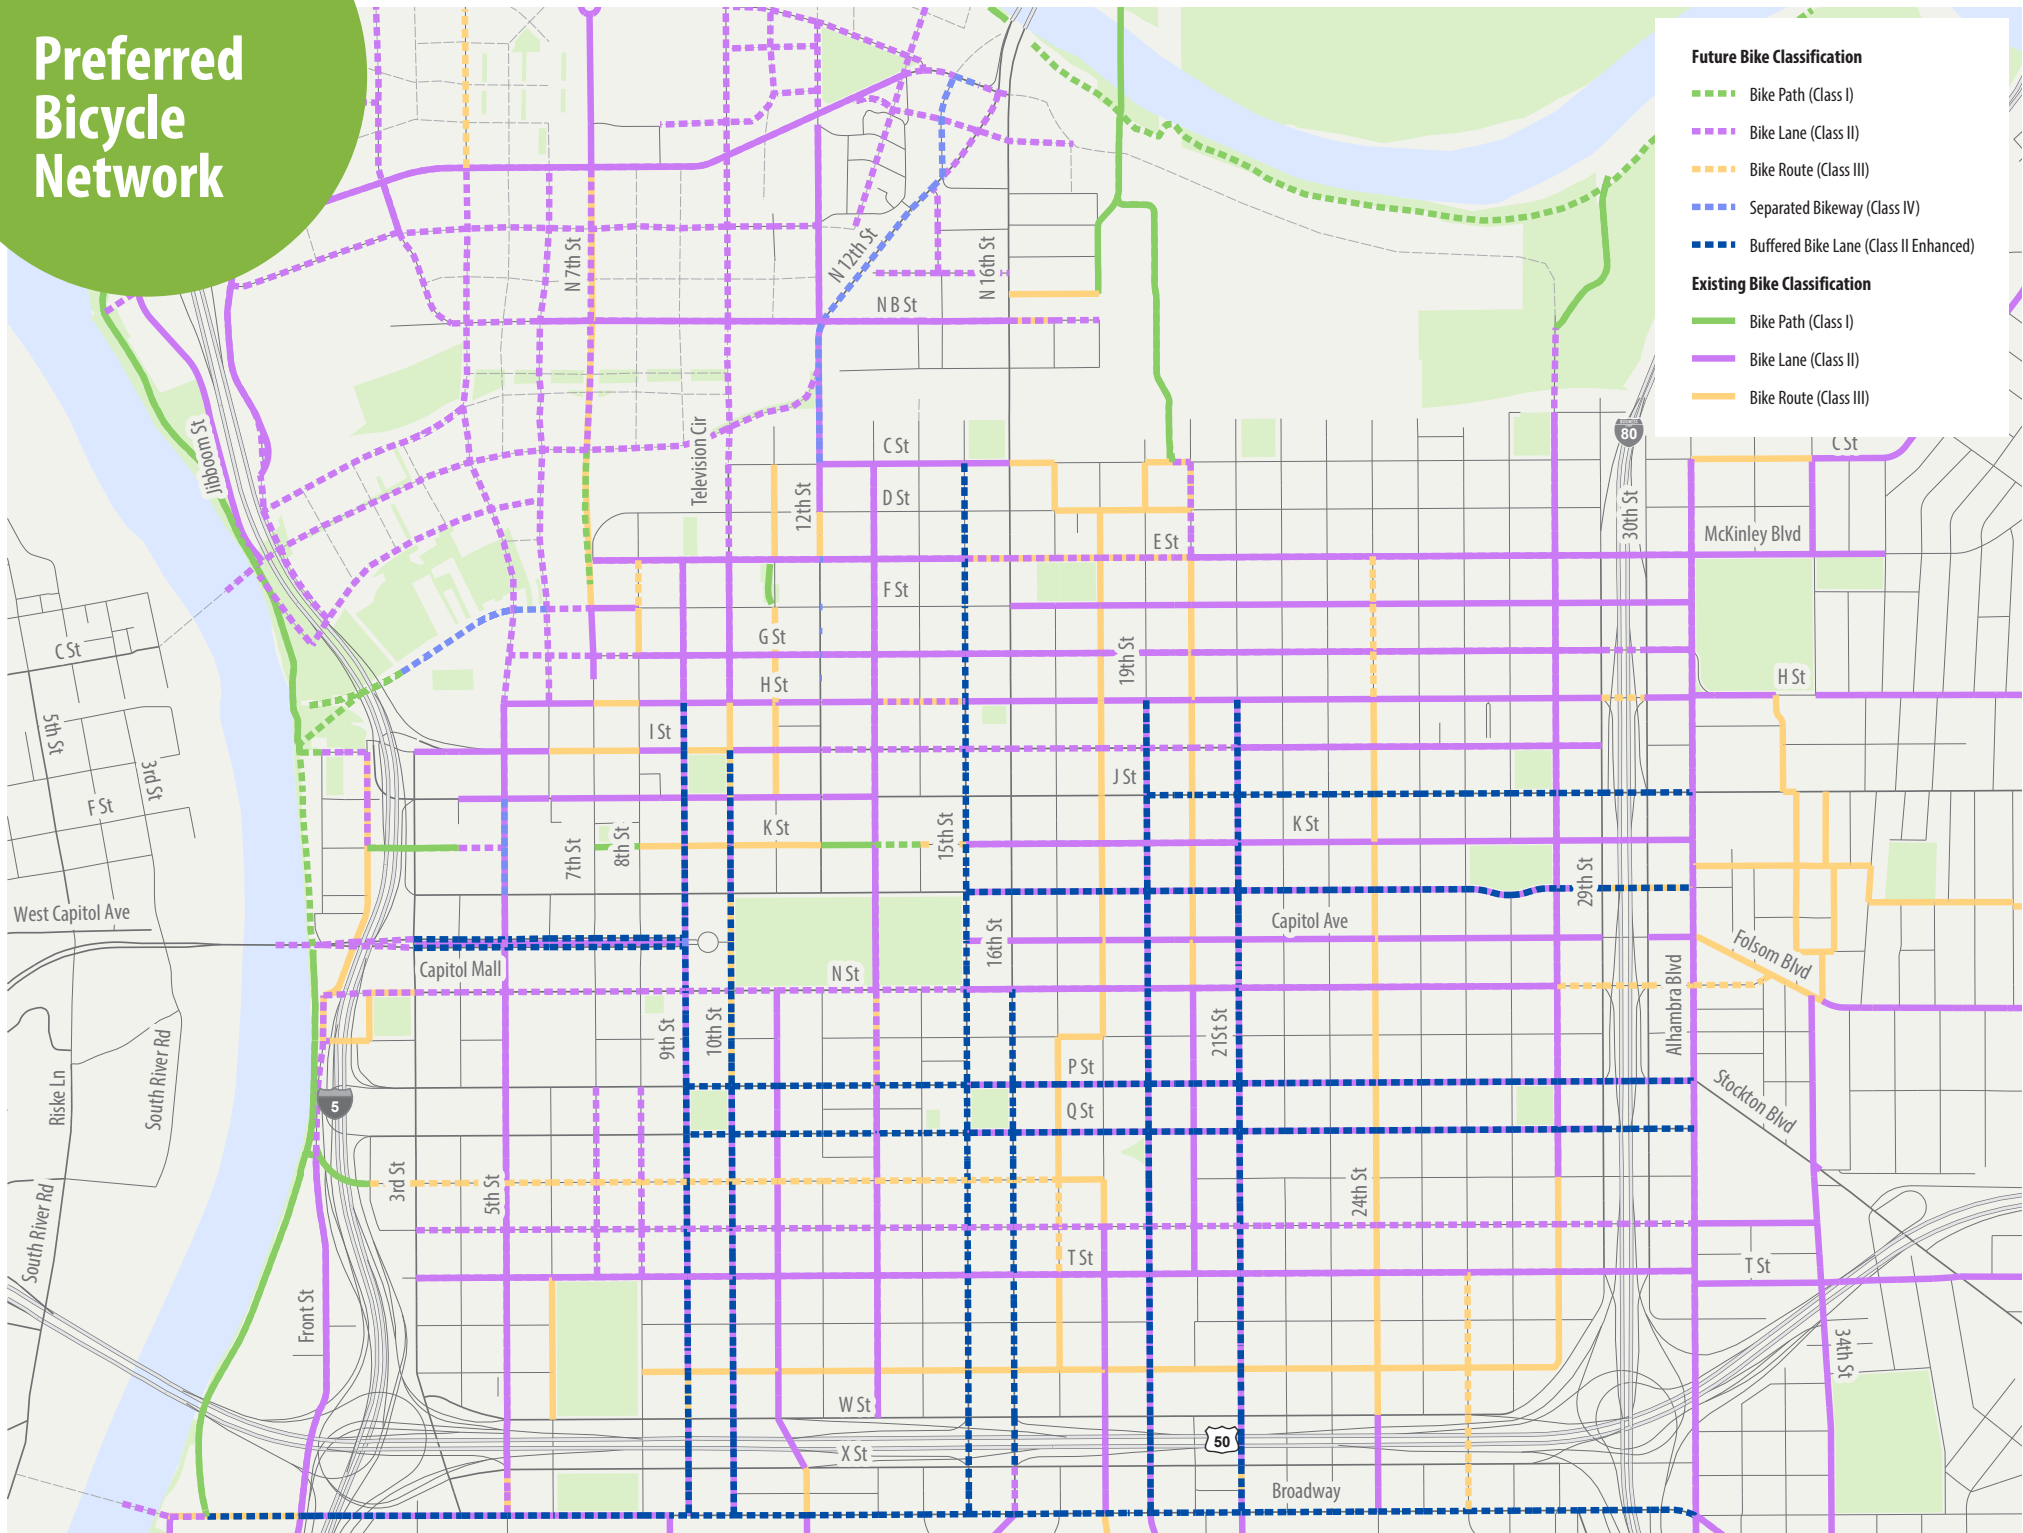 Preferred
Bicycle
Network
Future Bike Classification
Bike Path (Class I)
Bike Lane (Class II)
Bike Route (Class III)
Separated Bikeway (Class IV)
Buffered Bike Lane (Class II Enhanced)
Existing Bike Classification
Bike Path (Class I)
Bike Lane (Class II)
Bike Route (Class III)
N 7th St
N 12th St
N 16th St
N B St
Jibboom St
Television Cir
12th St
C St
D St
E St
F St
G St
H St
I St
J St
K St
K St
BUSINESS
80
30th St
C St
McKinley Blvd
H St
19th St
C St
5th St
3rd St
F St
7th St
8th St
15th St
29th St
West Capitol Ave
Capitol Mall
Capitol Ave
16th St
N St
Folsom Blvd
Alhambra Blvd
9th St
10th St
21St St
P St
Q St
Stockton Blvd
Riske Ln
South River Rd
South River Rd
5
3rd St
5th St
24th St
T St
T St
Front St
34th St
W St
X St
50
Broadway